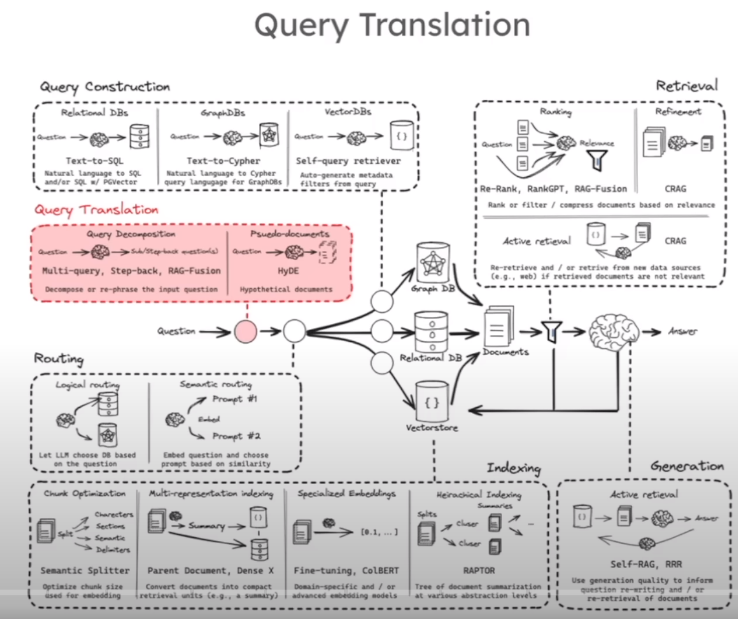 Query Translation
Query Construction
Relational DBs
Question
Text-to-SQL
Natural language to SQL
and/or SQL w/ PGVector
GraphDBs
Question
Text-to-Cypher
Natural language to Cypher
query langugage for GraphDBs
VectorDBs
Question
{ }
Self-query retriever
Auto-generate metadata
filters from query
Retrieval
Ranking
Question
Relevance
Re-Rank, RankGPT, RAG-Fusion
Refinement
CRAG
Rank or filter / compress documents based on relevance
Active retrieval
{ }
CRAG
Re-retrieve and / or retrive from new data sources
(e.g., web) if retrieved documents are not relevant
Query Translation
Query Decomposition
Question
Sub/Step-back question(s)
Multi-query, Step-back, RAG-Fusion
Decompose or re-phrase the input question
Psuedo-documents
Question
HyDE
Hypothetical documents
Question
Graph DB
Relational DB
{ }
Vectorstore
Documents
Answer
Routing
Logical routing
Let LLM choose DB based
on the question
Semantic routing
Prompt #1
Embed
Prompt #2
Embed question and choose
prompt based on similarity
Indexing
Chunk Optimization
Split
Characters
Sections
Semantic
Delimiters
Semantic Splitter
Optimize chunk size
used for embedding
Multi-representation indexing
Summary
{ }
Parent Document, Dense X
Convert documents into compact
retrieval units (e.g., a summary)
Specialized Embeddings
[0.1, ...]
Fine-tuning, ColBERT
Domain-specific and / or
advanced embedding models
Heirachical Indexing
Summaries
Splits
Cluser
Cluser
...
RAPTOR
Tree of document summarization
at various abstraction levels
Generation
Active retrieval
{ }
Answer
Self-RAG, RRR
Use generation quality to inform
question re-writing and / or
re-retrieval of documents